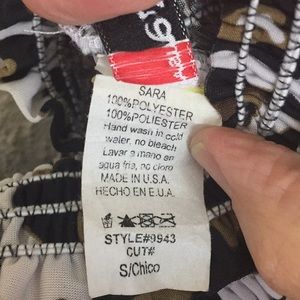 SARA
100%POLYESTER
100%POLIESTER
Hand wash in cold
water, no bleach
Lavar a mano en
agua fria, no cloro
MADE IN U.S.A.
HECHO EN E.U.A.
STYLE#9943
CUT#
S/Chico